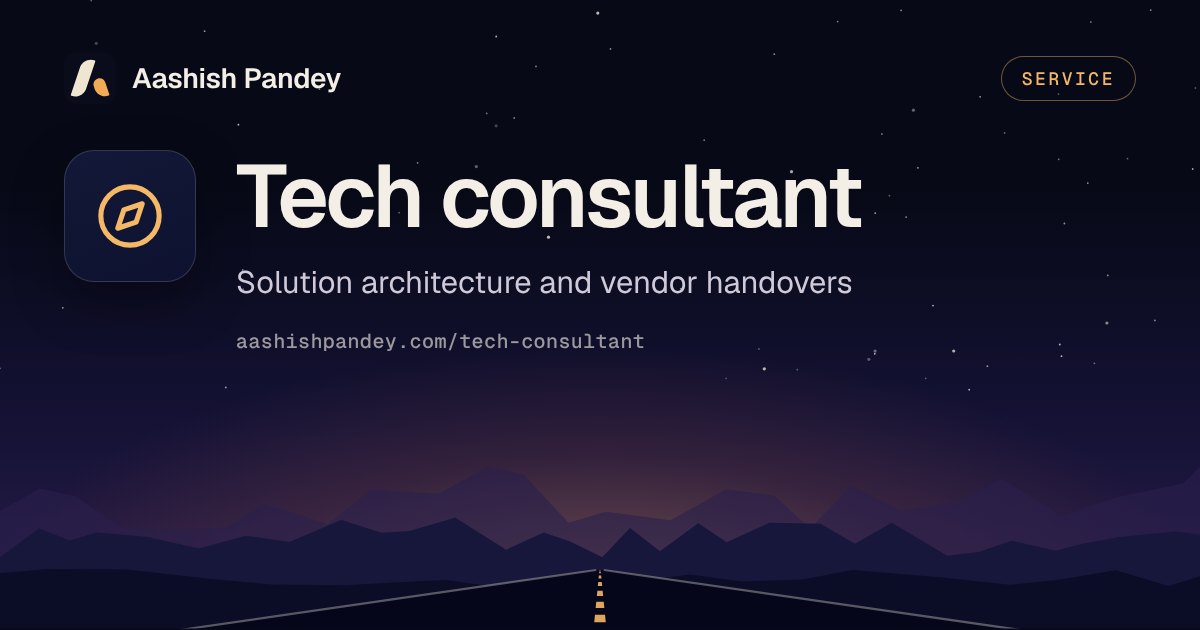 Aashish Pandey
SERVICE
Tech consultant
Solution architecture and vendor handovers
aashishpandey.com/tech-consultant